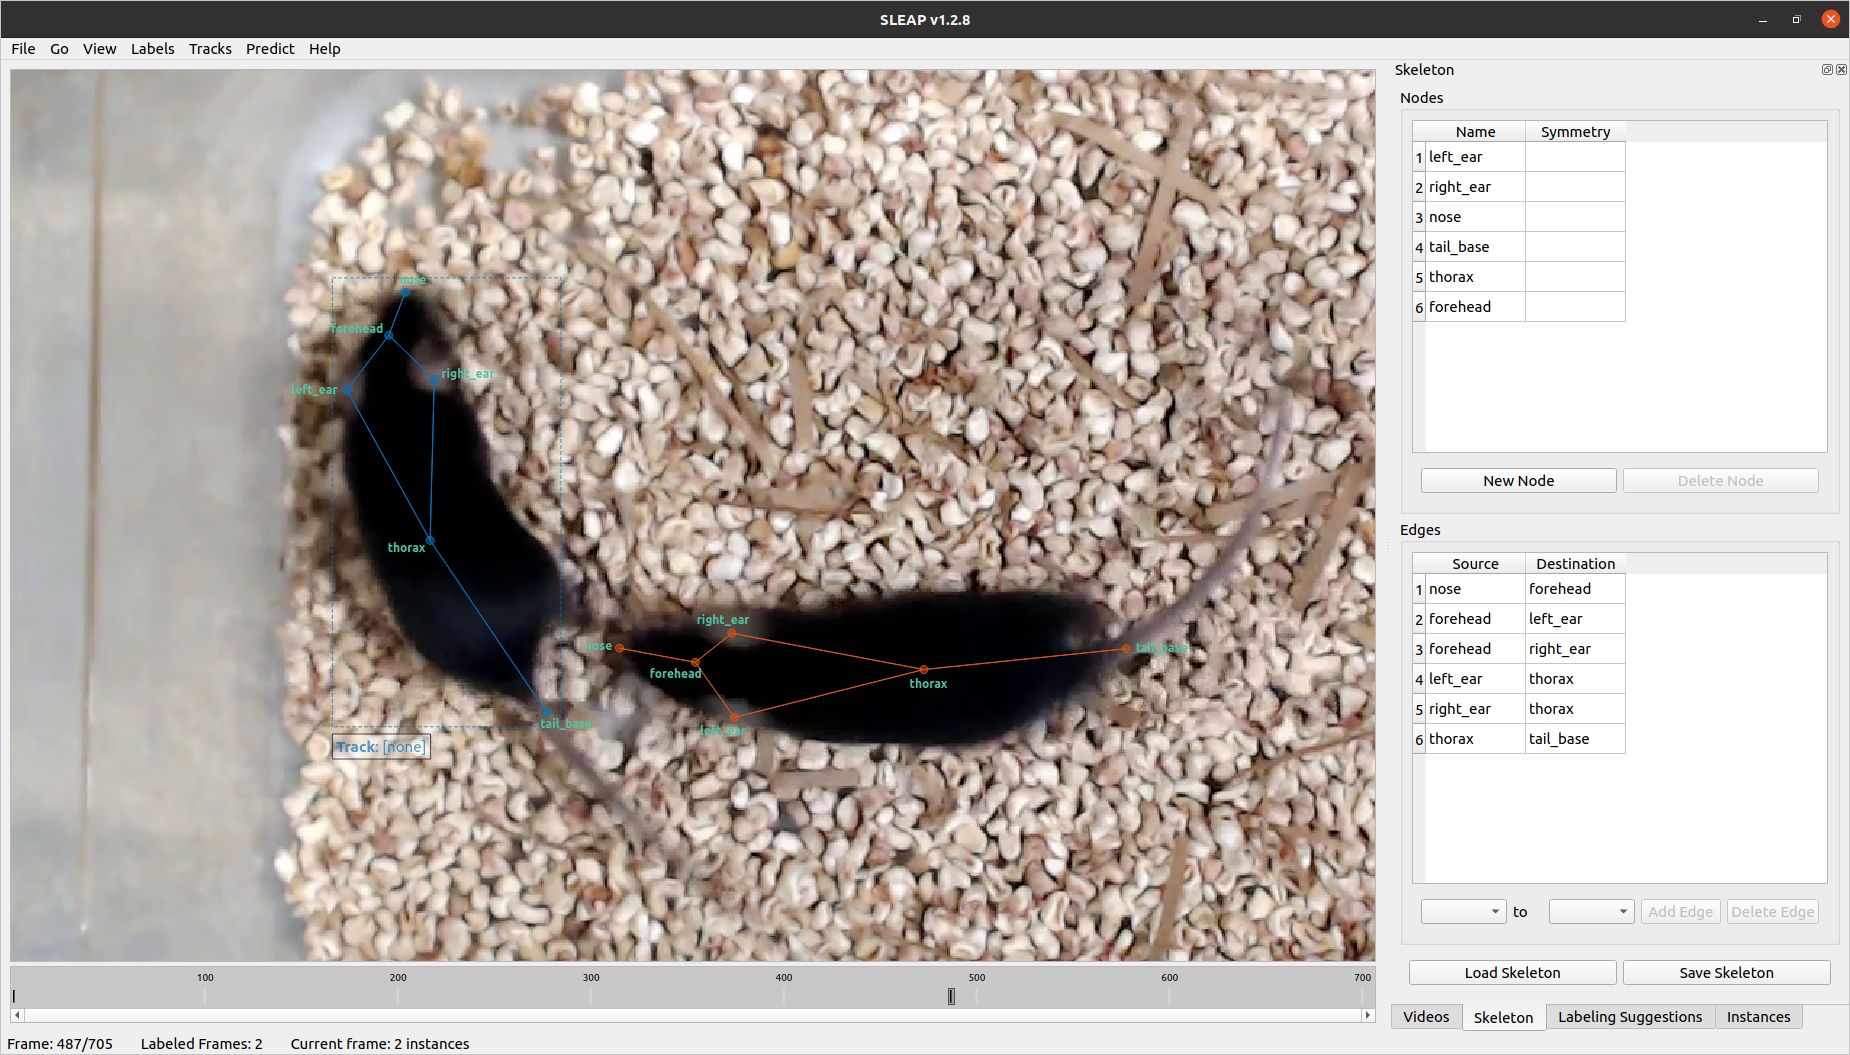 SLEAP v1.2.8
File Go View Labels Tracks Predict Help
Skeleton
Nodes
Name Symmetry
1 left_ear
2 right_ear
3 nose
4 tail_base
5 thorax
6 forehead
New Node Delete Node
Edges
Source Destination
1 nose forehead
2 forehead left_ear
3 forehead right_ear
4 left_ear thorax
5 right_ear thorax
6 thorax tail_base
to Add Edge Delete Edge
Load Skeleton Save Skeleton
Videos Skeleton Labeling Suggestions Instances
nose
forehead
right_ear
left_ear
thorax
tail_base
Track: [none]
right_ear
nose
forehead
tail_base
thorax
left_ear
100 200 300 400 500 600 700
Frame: 487/705 Labeled Frames: 2 Current frame: 2 instances